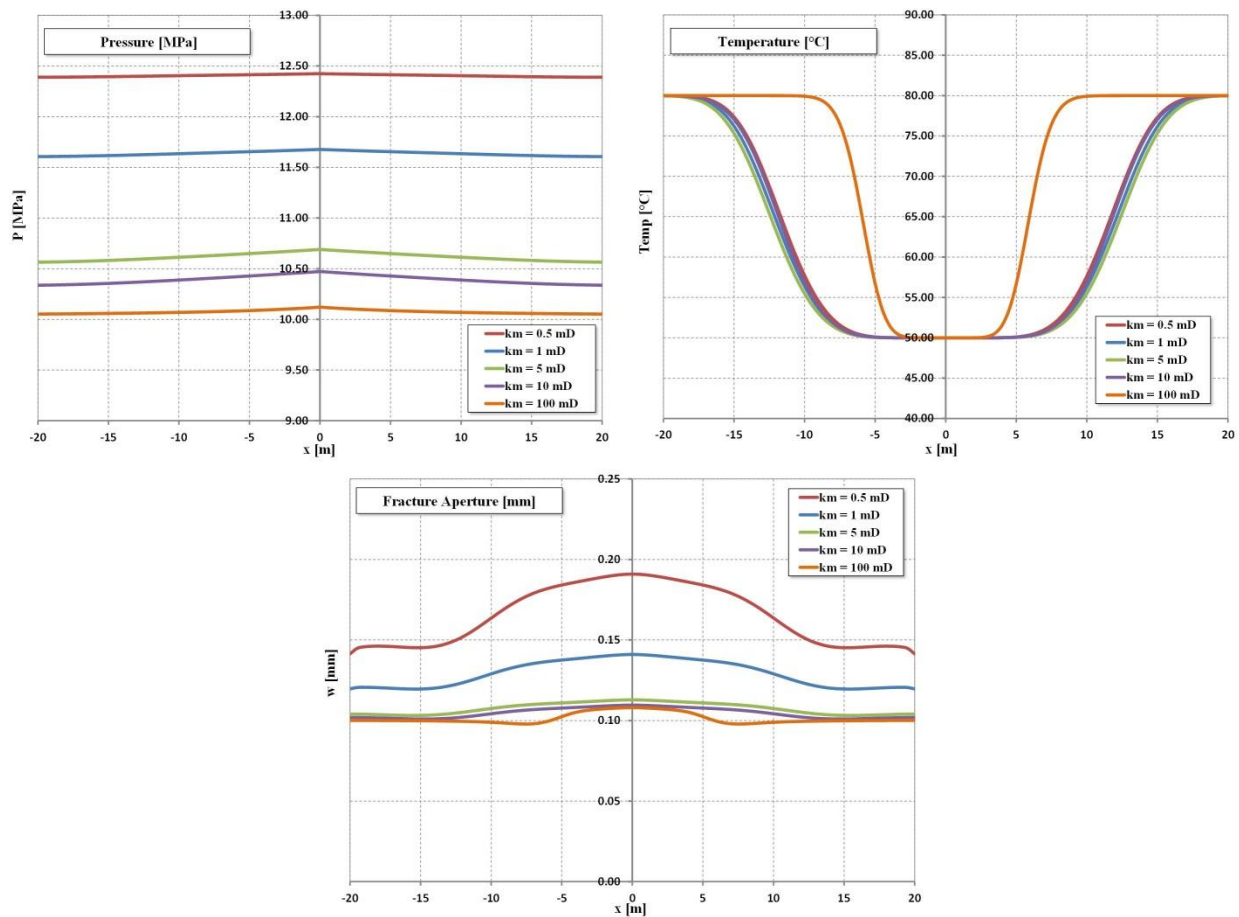 Pressure [MPa]
13.00
12.50
12.00
11.50
11.00
10.50
10.00
9.50
9.00
P [MPa]
km = 0.5 mD
km = 1 mD
km = 5 mD
km = 10 mD
km = 100 mD
-20 -15 -10 -5 0 5 10 15 20
x [m]
Temperature [°C]
90.00
85.00
80.00
75.00
70.00
65.00
60.00
55.00
50.00
45.00
40.00
Temp [°C]
km = 0.5 mD
km = 1 mD
km = 5 mD
km = 10 mD
km = 100 mD
-20 -15 -10 -5 0 5 10 15 20
x [m]
Fracture Aperture [mm]
0.25
0.20
0.15
0.10
0.05
0.00
w [mm]
km = 0.5 mD
km = 1 mD
km = 5 mD
km = 10 mD
km = 100 mD
-20 -15 -10 -5 0 5 10 15 20
x [m]